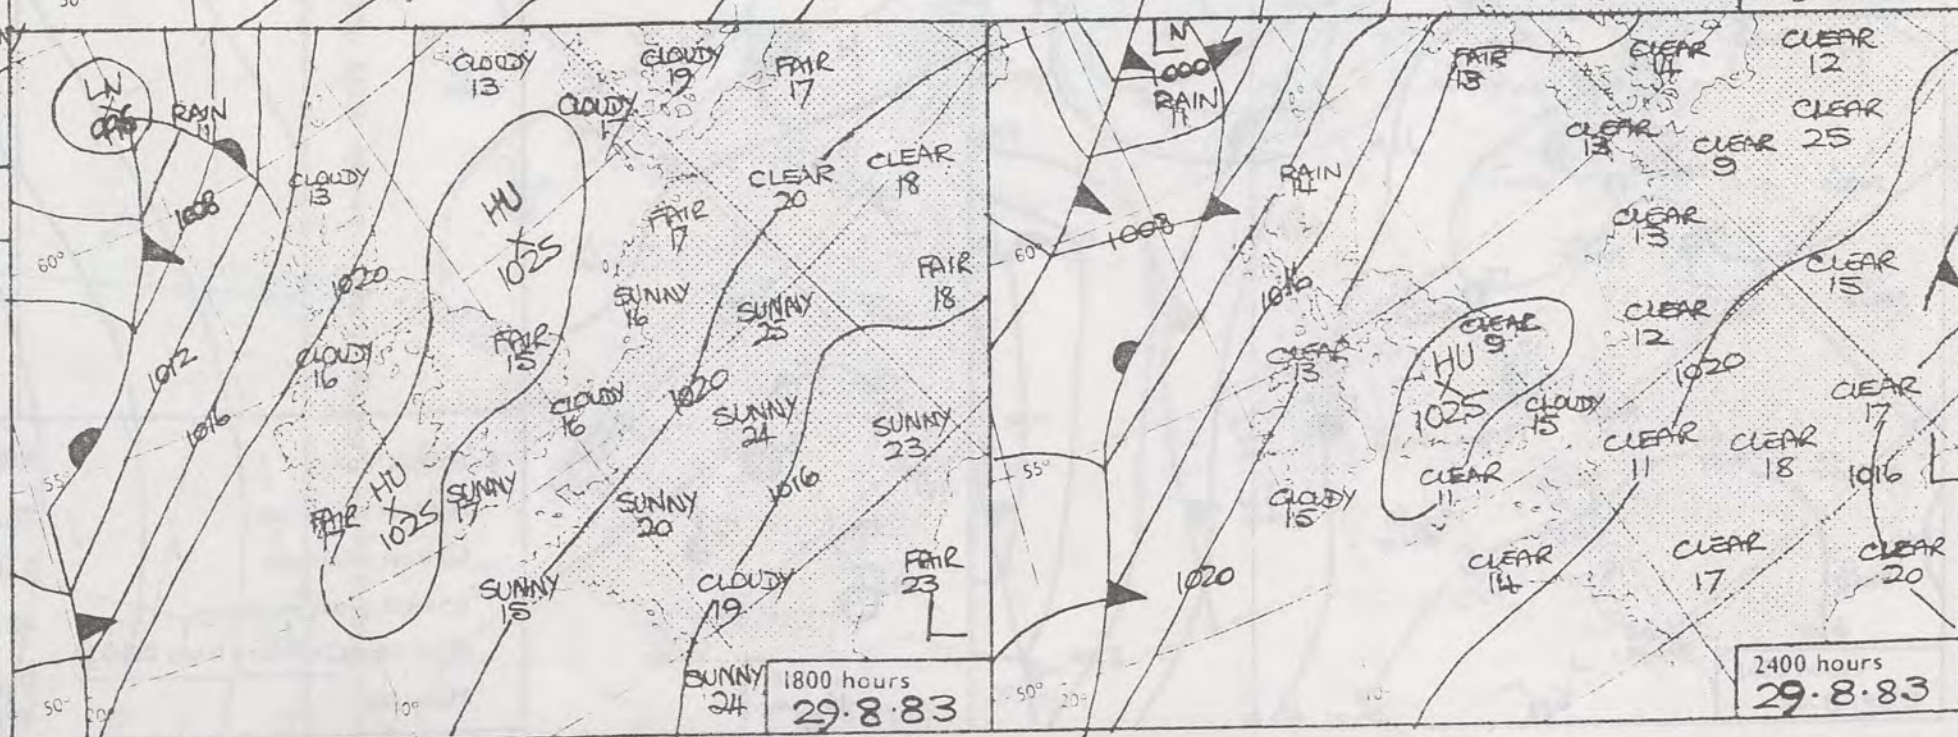 LN
996
RAIN
11
CLOUDY
13
CLOUDY
19
FAIR
17
CLOUDY
17
1008
CLOUDY
13
HU
1025
CLEAR
20
CLEAR
18
FAIR
17
60°
1020
FAIR
18
SUNNY
16
SUNNY
25
1012
CLOUDY
16
FAIR
15
1016
CLOUDY
16
1020
SUNNY
24
SUNNY
23
55°
HU
1025
FAIR
SUNNY
17
SUNNY
20
1016
SUNNY
15
CLOUDY
19
FAIR
23
L
SUNNY
24
50°
20°
10°
1800 hours
29.8.83
LN
1000
RAIN
11
FAIR
13
CLEAR
14
CLEAR
12
CLEAR
13
CLEAR
25
CLEAR
9
RAIN
14
1008
CLEAR
13
60°
1016
CLEAR
15
CLEAR
13
CLEAR
9
HU
1025
CLEAR
12
1020
CLOUDY
15
CLEAR
17
55°
CLEAR
11
CLEAR
11
CLEAR
18
1016
L
CLOUDY
15
CLEAR
14
CLEAR
17
CLEAR
20
1020
50°
20°
10°
2400 hours
29.8.83